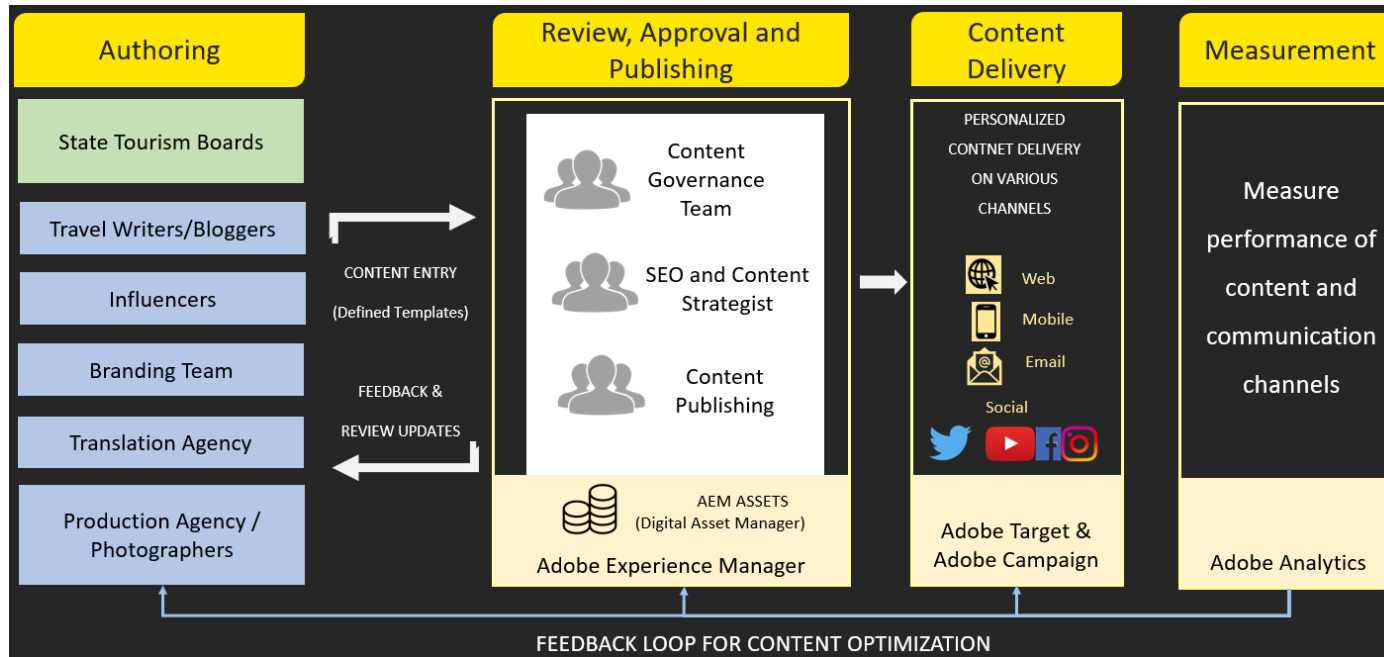 Authoring
State Tourism Boards
Travel Writers/Bloggers
Influencers
Branding Team
Translation Agency
Production Agency /
Photographers
CONTENT ENTRY
(Defined Templates)
FEEDBACK &
REVIEW UPDATES
Review, Approval and
Publishing
Content
Governance
Team
SEO and Content
Strategist
Content
Publishing
AEM ASSETS
(Digital Asset Manager)
Adobe Experience Manager
Content
Delivery
PERSONALIZED
CONTNET DELIVERY
ON VARIOUS
CHANNELS
Web
Mobile
Email
Social
Adobe Target &
Adobe Campaign
Measurement
Measure
performance of
content and
communication
channels
Adobe Analytics
FEEDBACK LOOP FOR CONTENT OPTIMIZATION